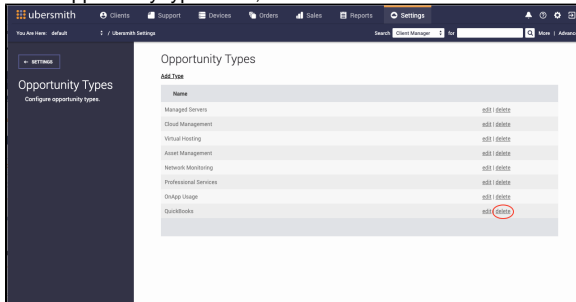 ubersmith Clients Support Devices Orders Sales Reports Settings
You Are Here: default / Ubersmith Settings Search Client Manager for More | Advanc
← SETTINGS
Opportunity Types
Configure opportunity types.
Opportunity Types
Add Type
Name
Managed Servers edit | delete
Cloud Management edit | delete
Virtual Hosting edit | delete
Asset Management edit | delete
Network Monitoring edit | delete
Professional Services edit | delete
OnApp Usage edit | delete
QuickBooks edit | delete